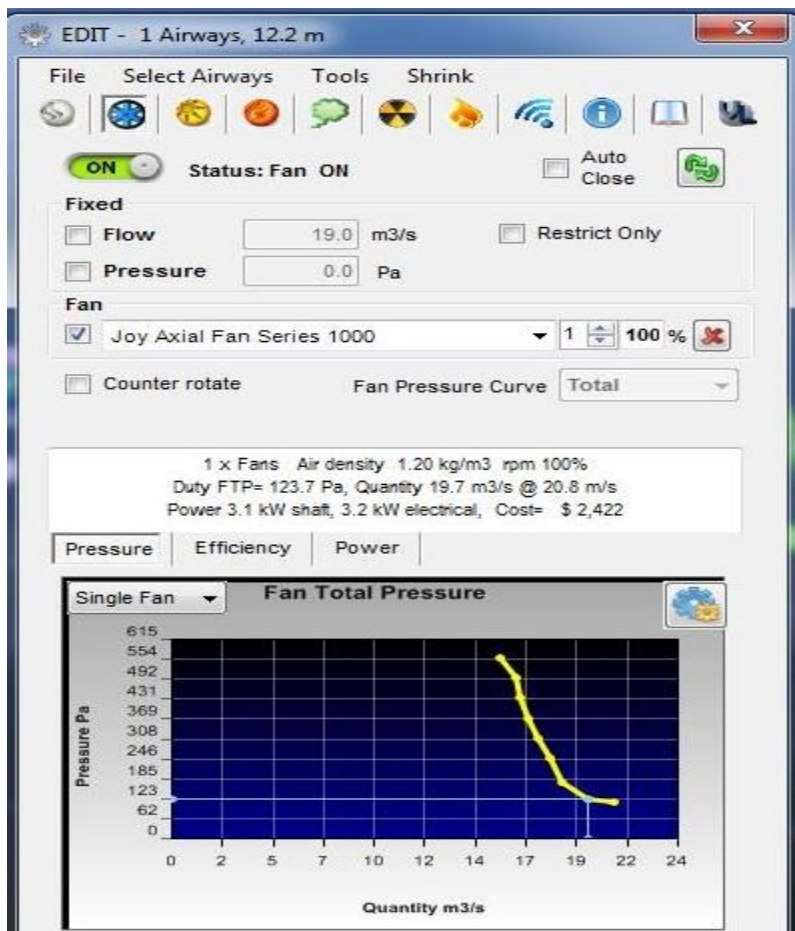 EDIT - 1 Airways, 12.2 m
File Select Airways Tools Shrink
ON Status: Fan ON Auto Close
Fixed
Flow 19.0 m3/s Restrict Only
Pressure 0.0 Pa
Fan
Joy Axial Fan Series 1000 1 100 %
Counter rotate Fan Pressure Curve Total
1 x Fans Air density 1.20 kg/m3 rpm 100%
Duty FTP= 123.7 Pa, Quantity 19.7 m3/s @ 20.8 m/s
Power 3.1 kW shaft, 3.2 kW electrical, Cost= $ 2,422
Pressure Efficiency Power
Single Fan Fan Total Pressure
615
554
492
431
369
308
246
185
123
62
0
Pressure Pa
0 2 5 7 10 12 14 17 19 22 24
Quantity m3/s